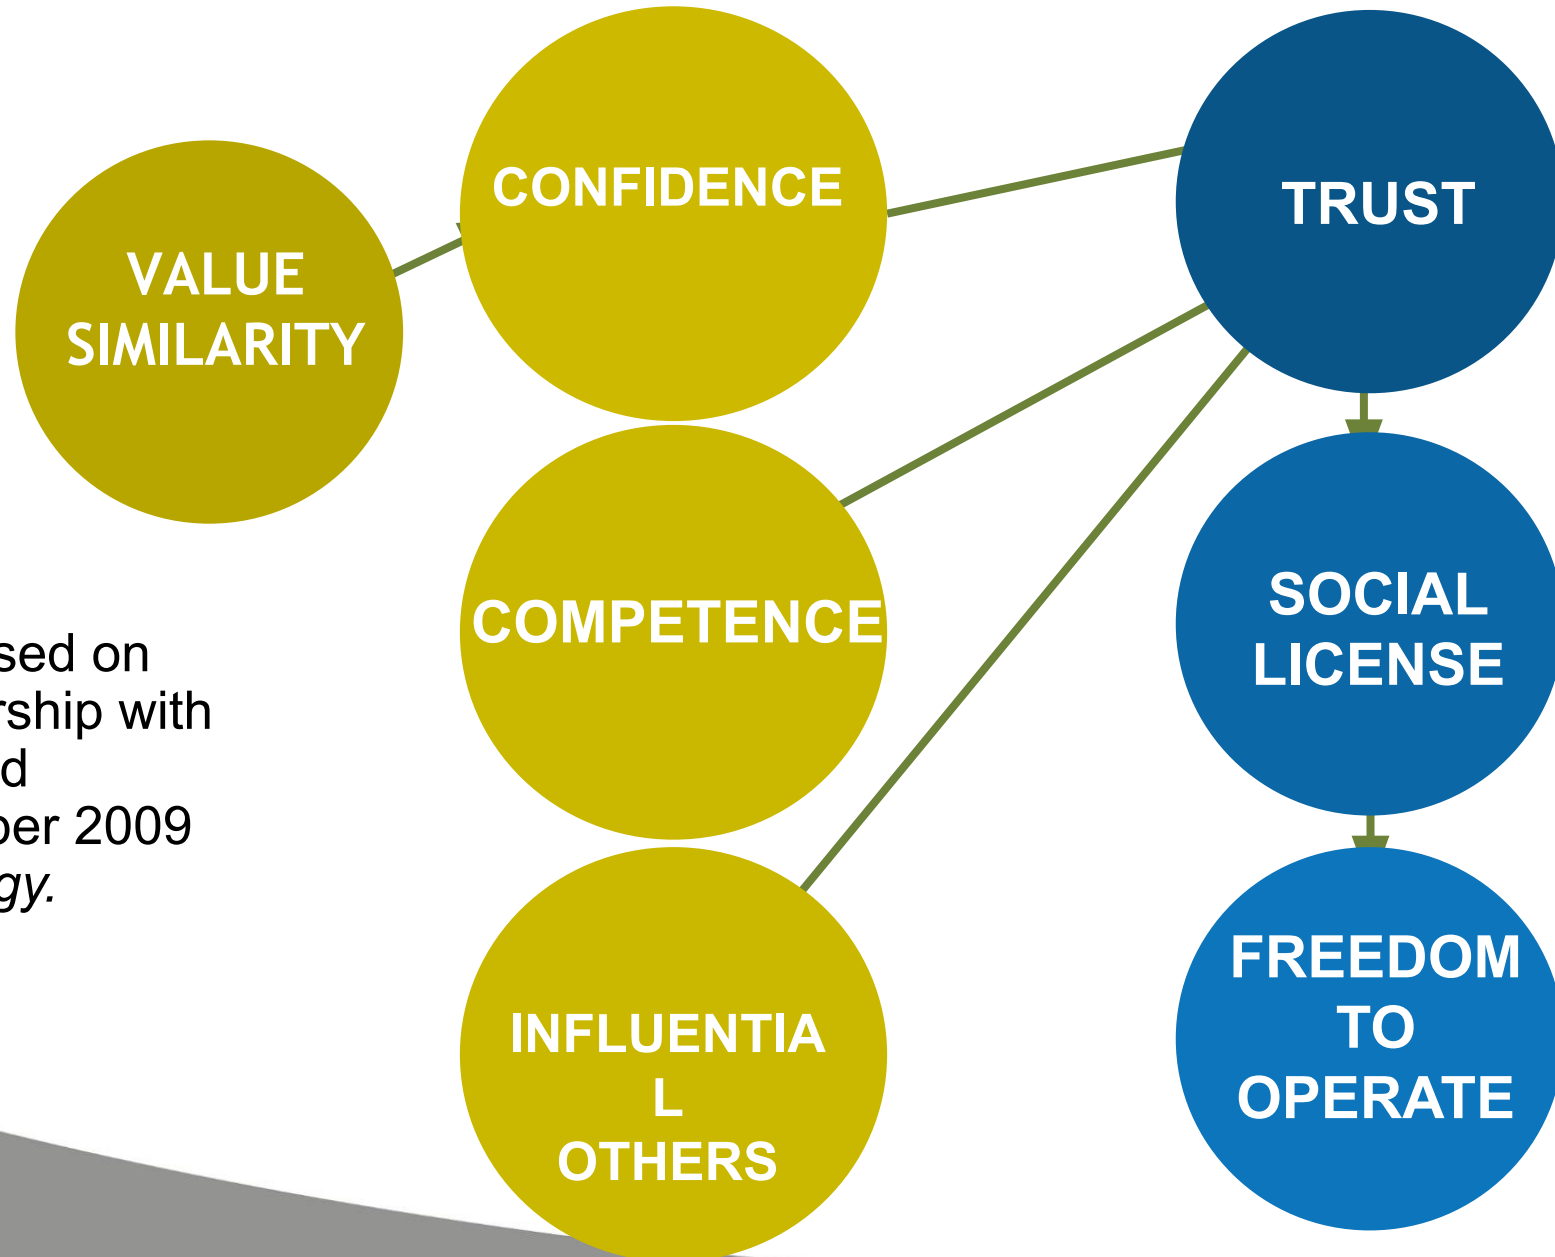 CONFIDENCE
TRUST
VALUE
SIMILARITY
COMPETENCE
SOCIAL
LICENSE
sed on
rship with
d
ber 2009
gy.
INFLUENTIA
L
OTHERS
FREEDOM
TO
OPERATE